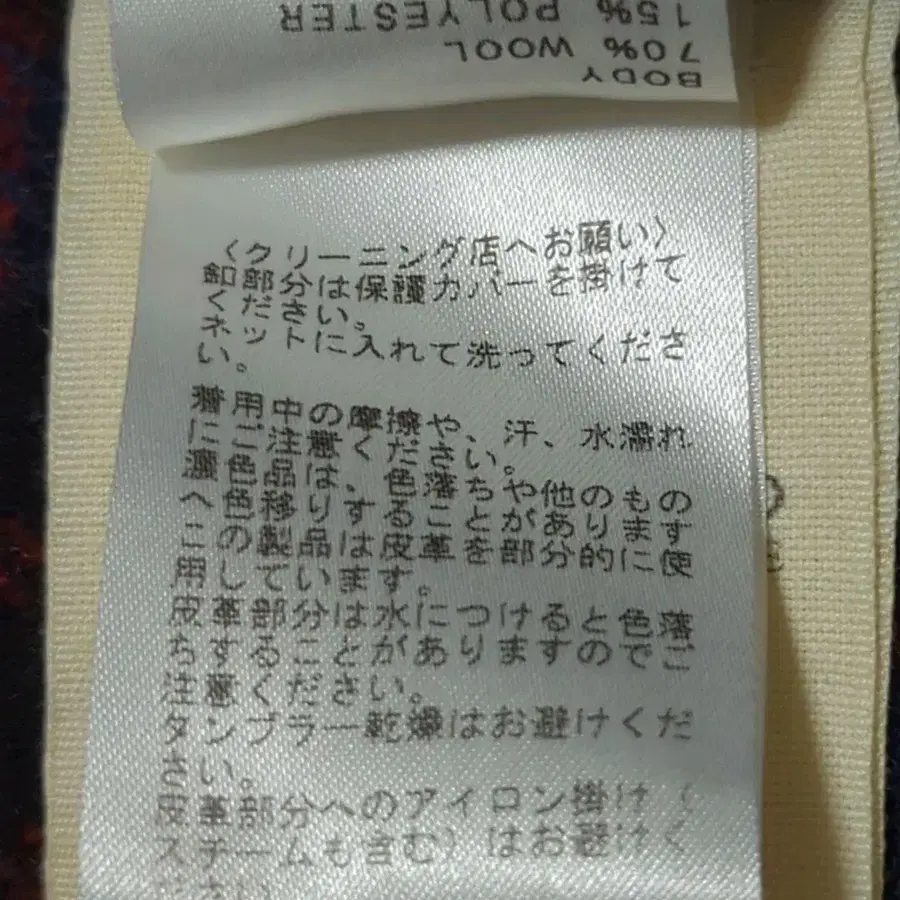 BODY
70% WOOL
15% POLYESTER
〈クリーニング店へお願い〉
釦部分は保護カバーを掛けて
ください。
ネットに入れて洗ってくださ
い。
着用中の摩擦や、汗、水濡れ
にご注意ください。
濃色品は、色落ちや他のもの
へ色移りすることがあります
この製品は皮革を部分的に使
用しています。
皮革部分は水につけると色落
ちすることがありますのでご
注意ください。
タンブラー乾燥はお避けくだ
さい。
皮革部分へのアイロン掛け（
スチームも含む）はお避けく
ださい